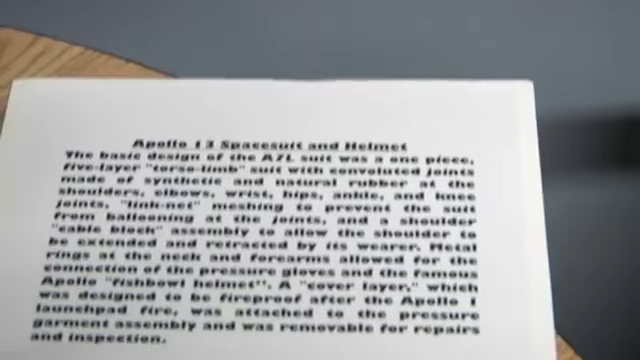 Apollo 13 Spacesuit and Helmet
The basic design of the A7L suit was a one piece,
five-layer "torso-limb" suit with convoluted joints
made of synthetic and natural rubber at the
shoulders, elbows, wrist, hips, ankle, and knee
joints, "link-net" meshing to prevent the suit
from ballooning at the joints, and a shoulder
"cable block" assembly to allow the shoulder to
be extended and retracted by its wearer. Metal
rings at the neck and forearms allowed for the
connection of the pressure gloves and the famous
Apollo "fishbowl helmet". A "cover layer," which
was designed to be fireproof after the Apollo 1
launchpad fire, was attached to the pressure
garment assembly and was removable for repairs
and inspection.